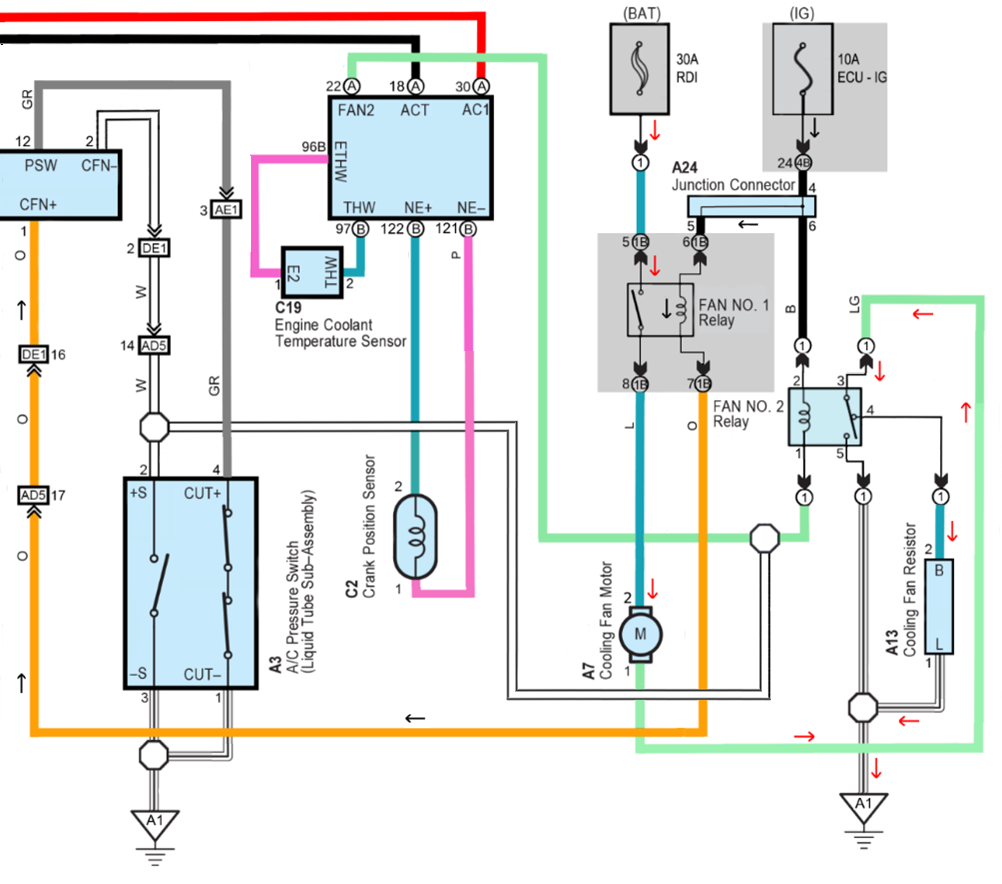 (BAT)
(IG)
30A
RDI
10A
ECU - IG
22 A
18 A
30 A
FAN2 ACT AC1
GR
12
2
PSW CFN–
CFN+
1
96B
ETHW
THW NE+ NE–
97 B
122 B
121 B
1
24 4B
A24
Junction Connector
4
5
6
3 AE1
2 DE1
O
W
P
1 E2 THW 2
C19
Engine Coolant
Temperature Sensor
5 1B
6 1B
FAN NO. 1
Relay
B
LG
DE1 16
14 AD5
W
GR
8 1B
7 1B
1
1
2
3
4
FAN NO. 2
Relay
1
5
O
L
O
2
4
+S CUT+
AD5 17
1
1
1
O
2
1
C2
Crank Position Sensor
A3
A/C Pressure Switch
(Liquid Tube Sub–Assembly)
–S CUT–
3
1
2
M
1
A7
Cooling Fan Motor
2
B
L
1
A13
Cooling Fan Resistor
A1
A1